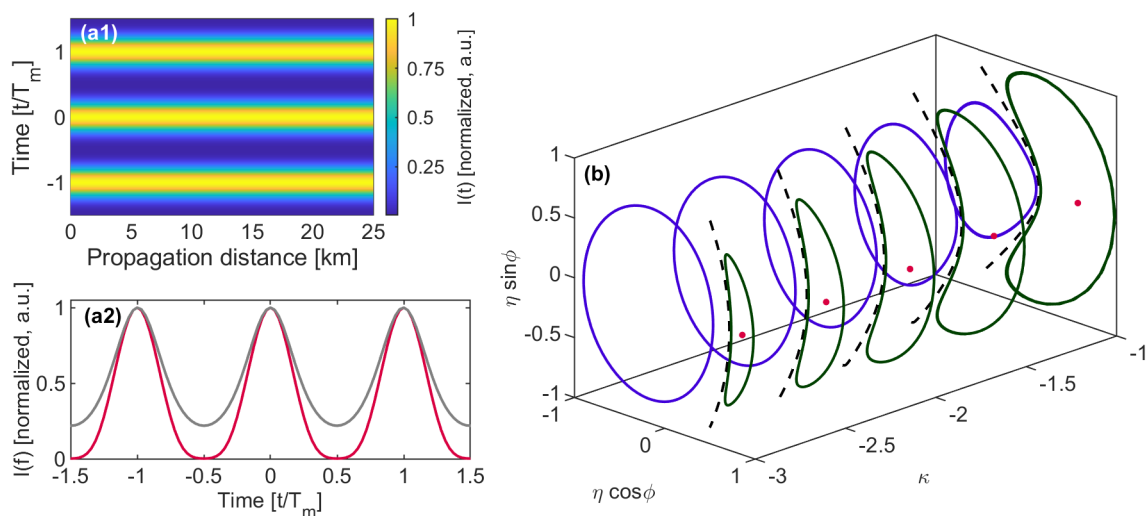 (a1)
1
0
-1
Time [t/Tₘ]
0 5 10 15 20 25
Propagation distance [km]
1
0.75
0.5
0.25
I(t) [normalized, a.u.]
(a2)
1
0.5
0
I(f) [normalized, a.u.]
-1.5 -1 -0.5 0 0.5 1 1.5
Time [t/Tₘ]
(b)
1
0.5
0
-0.5
-1
η sinϕ
-1
0
1
η cosϕ
-3
-2.5
-2
-1.5
-1
κ